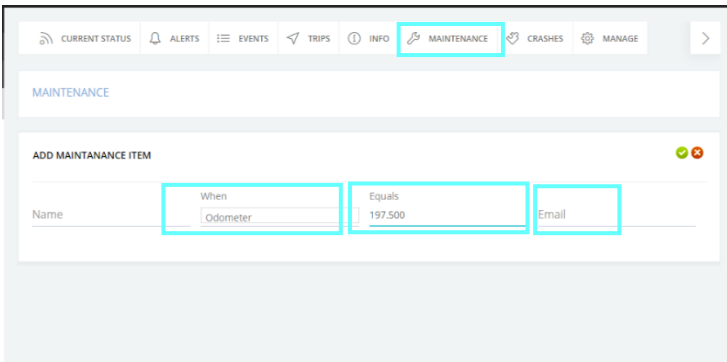 CURRENT STATUS ALERTS EVENTS TRIPS INFO MAINTENANCE CRASHES MANAGE
MAINTENANCE
ADD MAINTANANCE ITEM
When Equals
Name Odometer 197.500 Email